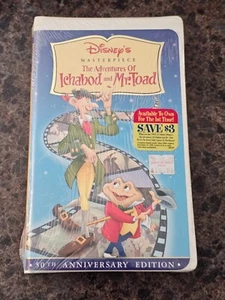 Disney's
MASTERPIECE
The Adventures Of
Ichabod and Mr. Toad
Available To Own
For The 1st Time!
SAVE $3
50TH ANNIVERSARY EDITION